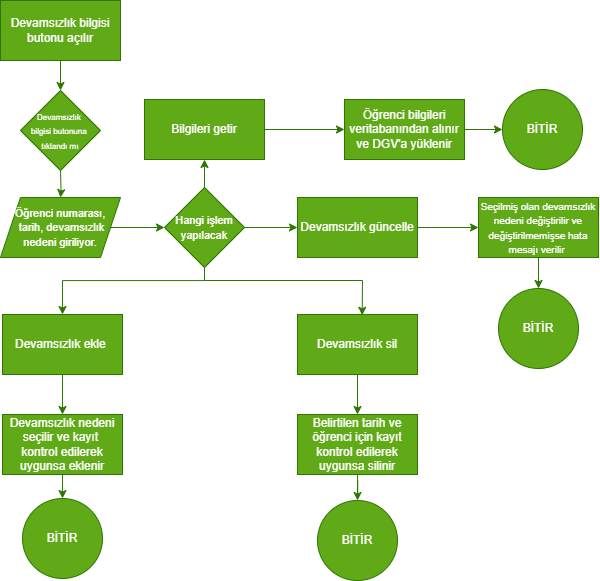 Devamsızlık bilgisi
butonu açılır
Devamsızlık
bilgisi butonuna
tıklandı mı
Öğrenci numarası,
tarih, devamsızlık
nedeni giriliyor.
Hangi işlem
yapılacak
Bilgileri getir
Öğrenci bilgileri
veritabanından alınır
ve DGV'a yüklenir
BİTİR
Devamsızlık güncelle
Seçilmiş olan devamsızlık
nedeni değiştirilir ve
değiştirilmemişse hata
mesajı verilir
BİTİR
Devamsızlık ekle
Devamsızlık nedeni
seçilir ve kayıt
kontrol edilerek
uygunsa eklenir
BİTİR
Devamsızlık sil
Belirtilen tarih ve
öğrenci için kayıt
kontrol edilerek
uygunsa silinir
BİTİR